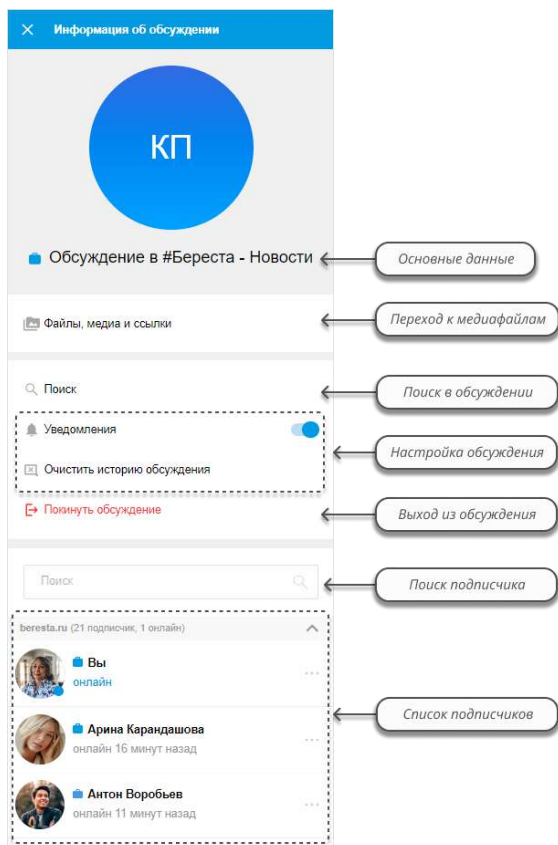 Информация об обсуждении
КП
Обсуждение в #Береста - Новости
Основные данные
Файлы, медиа и ссылки
Переход к медиафайлам
Поиск
Поиск в обсуждении
Уведомления
Настройка обсуждения
Очистить историю обсуждения
Покинуть обсуждение
Выход из обсуждения
Поиск
Поиск подписчика
beresta.ru (21 подписчик, 1 онлайн)
Вы
онлайн
Арина Карандашова
Список подписчиков
онлайн 16 минут назад
Антон Воробьев
онлайн 11 минут назад